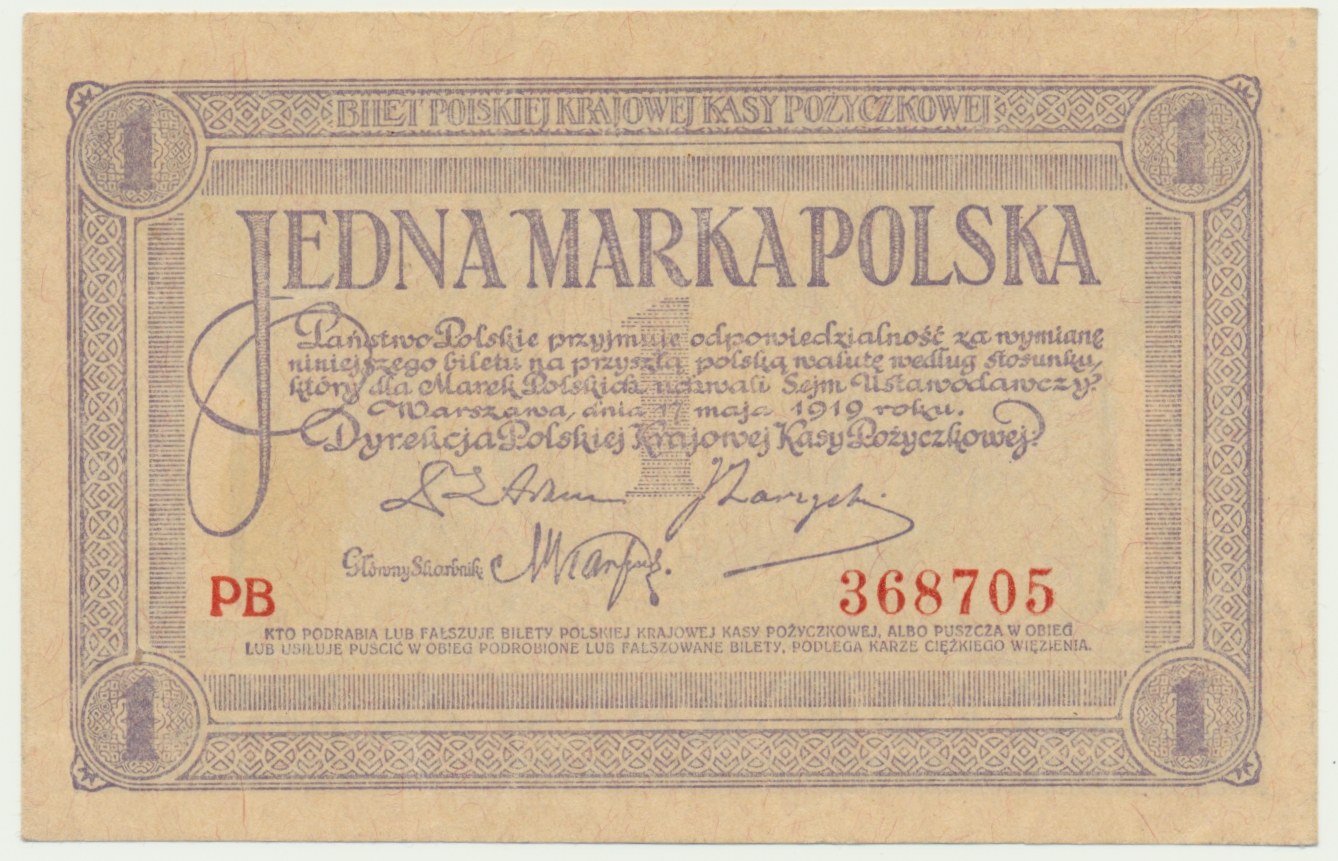 BILET POLSKIEJ KRAJOWEJ KASY POŻYCZKOWEJ
1 1
JEDNA MARKA POLSKA
Państwo Polskie przyjmuje odpowiedzialność za wymianę
niniejszego biletu na przyszłą polską walutę według stosunku,
który dla Marek Polskich uchwali Sejm Ustawodawczy.
Warszawa, dnia 17 maja 1919 roku.
Dyrekcja Polskiej Krajowej Kasy Pożyczkowej.
1
Główny Skarbnik
PB 368705
KTO PODRABIA LUB FAŁSZUJE BILETY POLSKIEJ KRAJOWEJ KASY POŻYCZKOWEJ, ALBO PUSZCZA W OBIEG
LUB USIŁUJE PUŚCIĆ W OBIEG PODROBIONE LUB FAŁSZOWANE BILETY, PODLEGA KARZE CIĘŻKIEGO WIĘZIENIA.
1 1